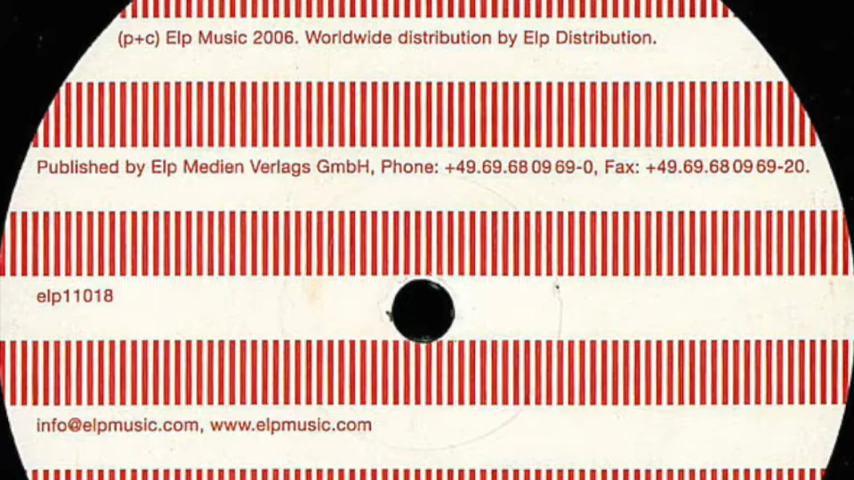 (p+c) Elp Music 2006. Worldwide distribution by Elp Distribution.
Published by Elp Medien Verlags GmbH, Phone: +49.69.68 09 69-0, Fax: +49.69.68 09 69-20.
elp11018
info@elpmusic.com, www.elpmusic.com